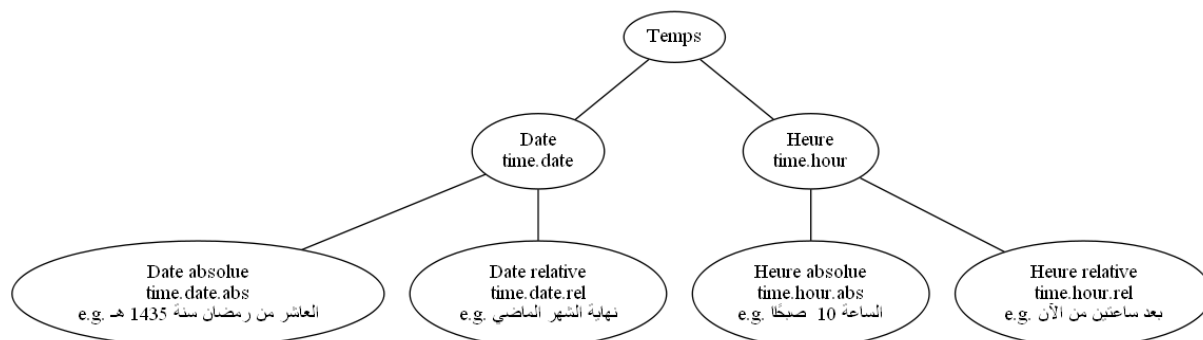 Temps
Date
time.date
Heure
time.hour
Date absolue
time.date.abs
e.g. العاشر من رمضان سنة 1435 هـ
Date relative
time.date.rel
e.g. نهاية الشهر الماضي
Heure absolue
time.hour.abs
e.g. الساعة 10 صبحًا
Heure relative
time.hour.rel
e.g. بعد ساعتين من الآن